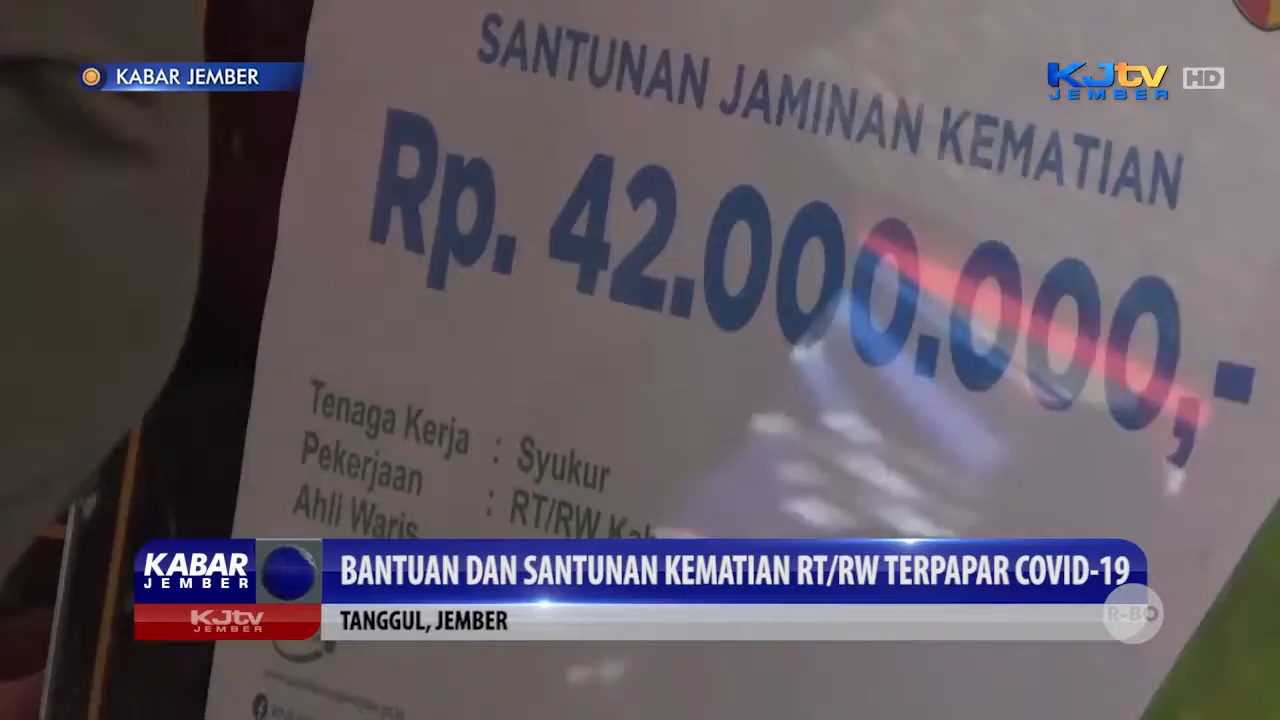 KABAR JEMBER
KJTV HD
JEMBER
SANTUNAN JAMINAN KEMATIAN
Rp. 42.000.000,-
Tenaga Kerja : Syukur
Pekerjaan : RT/RW
Ahli Waris
KABAR
JEMBER
BANTUAN DAN SANTUNAN KEMATIAN RT/RW TERPAPAR COVID-19
KJTV
JEMBER
TANGGUL, JEMBER